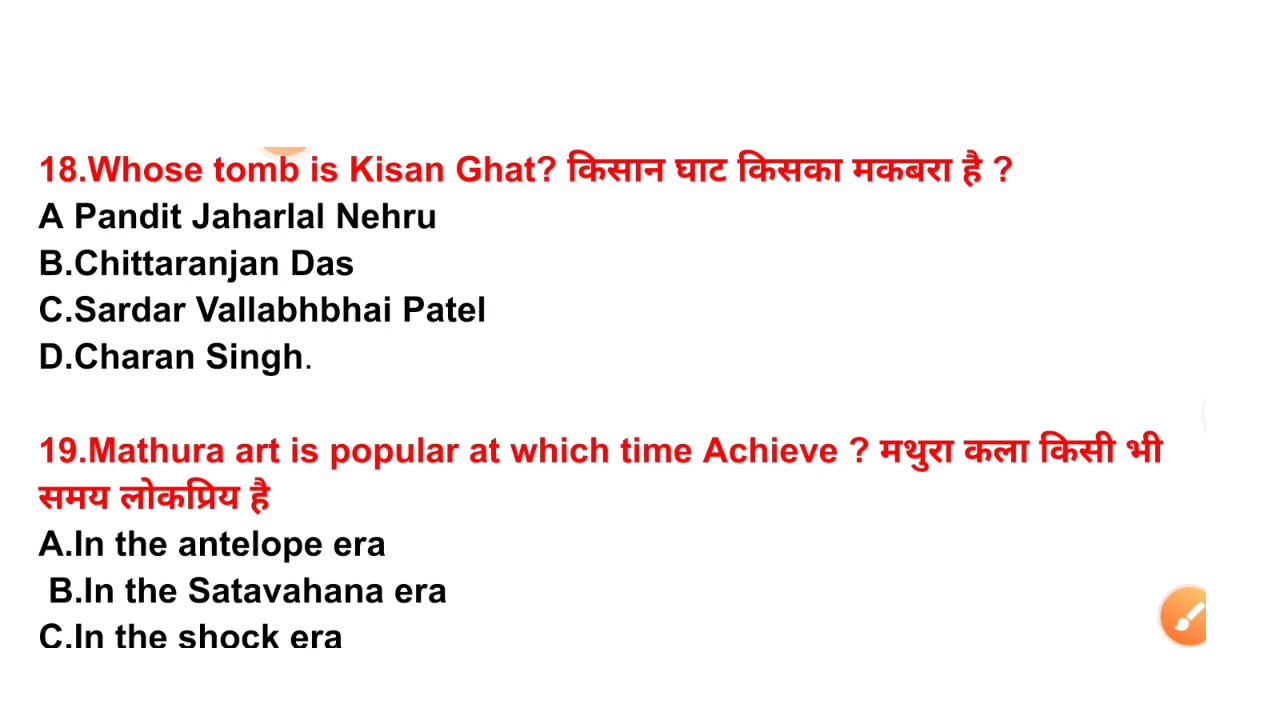 18.Whose tomb is Kisan Ghat? किसान घाट किसका मकबरा है ?
A Pandit Jaharlal Nehru
B.Chittaranjan Das
C.Sardar Vallabhbhai Patel
D.Charan Singh.
19.Mathura art is popular at which time Achieve ? मथुरा कला किसी भी
समय लोकप्रिय है
A.In the antelope era
B.In the Satavahana era
C.In the shock era